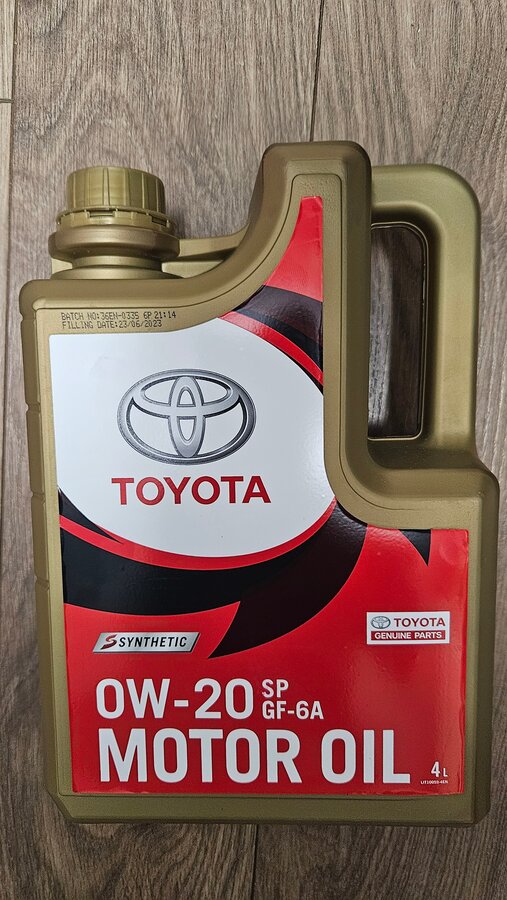 BATCH NO:36EN-0335 6P 21:14
FILLING DATE:23/06/2023
TOYOTA
SYNTHETIC
TOYOTA
GENUINE PARTS
0W-20 SP GF-6A
MOTOR OIL
4L